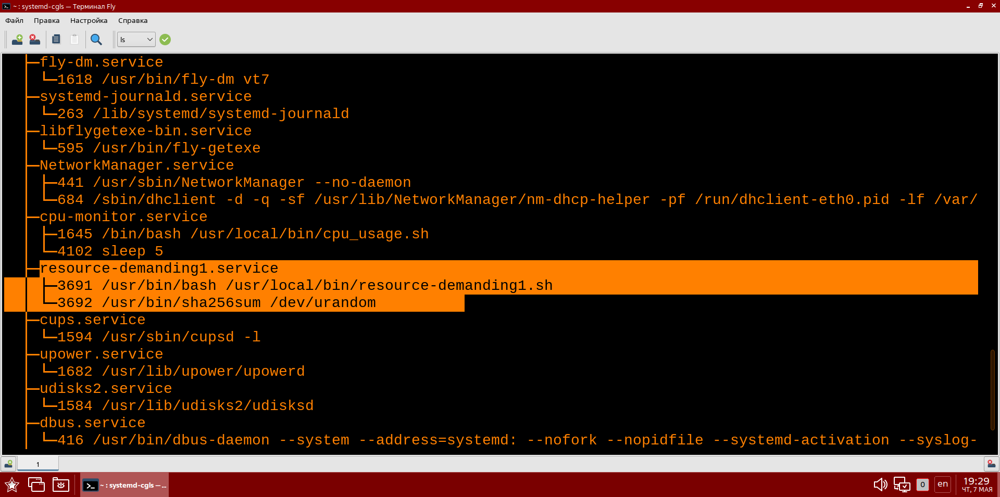 ~ : systemd-cgls — Терминал Fly
Файл Правка Настройка Справка
ls
├─fly-dm.service
│ └─1618 /usr/bin/fly-dm vt7
├─systemd-journald.service
│ └─263 /lib/systemd/systemd-journald
├─libflygetexe-bin.service
│ └─595 /usr/bin/fly-getexe
├─NetworkManager.service
│ ├─441 /usr/sbin/NetworkManager --no-daemon
│ └─684 /sbin/dhclient -d -q -sf /usr/lib/NetworkManager/nm-dhcp-helper -pf /run/dhclient-eth0.pid -lf /var/
├─cpu-monitor.service
│ ├─1645 /bin/bash /usr/local/bin/cpu_usage.sh
│ └─4102 sleep 5
├─resource-demanding1.service
│ ├─3691 /usr/bin/bash /usr/local/bin/resource-demanding1.sh
│ └─3692 /usr/bin/sha256sum /dev/urandom
├─cups.service
│ └─1594 /usr/sbin/cupsd -l
├─upower.service
│ └─1682 /usr/lib/upower/upowerd
├─udisks2.service
│ └─1584 /usr/lib/udisks2/udisksd
├─dbus.service
│ └─416 /usr/bin/dbus-daemon --system --address=systemd: --nofork --nopidfile --systemd-activation --syslog-
1
~ : systemd-cgls —...
0
en
19:29
ЧТ, 7 МАЯ